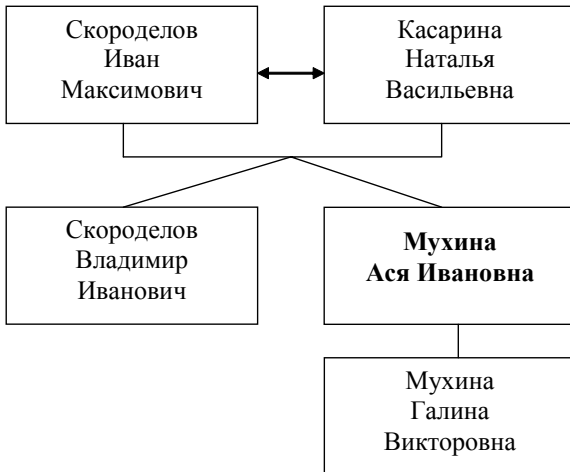 Скороделов
Иван
Максимович
Касарина
Наталья
Васильевна
Скороделов
Владимир
Иванович
Мухина
Ася Ивановна
Мухина
Галина
Викторовна